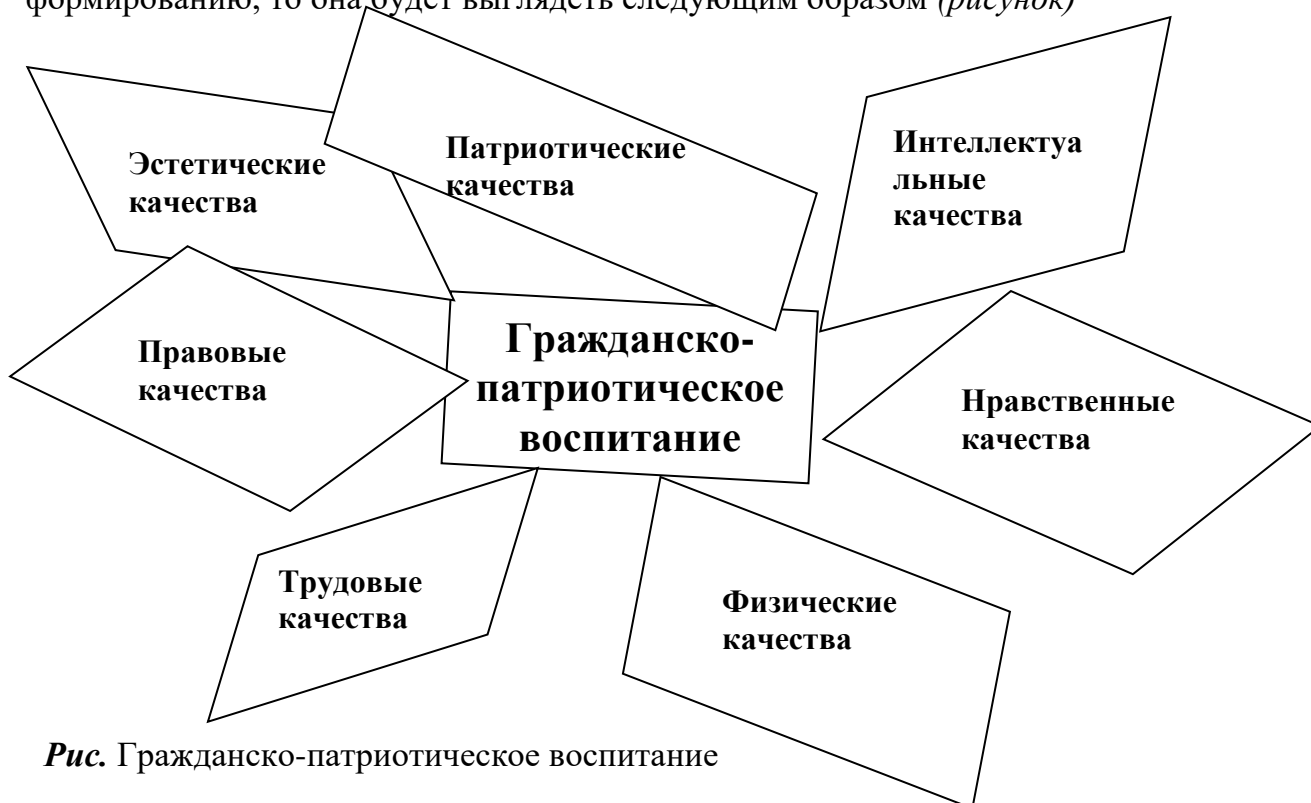 формированию, то она будет выглядеть следующим образом (рисунок)
Эстетические
качества
Патриотические
качества
Интеллектуа
льные
качества
Правовые
качества
Гражданско-
патриотическое
воспитание
Нравственные
качества
Трудовые
качества
Физические
качества
Рис. Гражданско-патриотическое воспитание